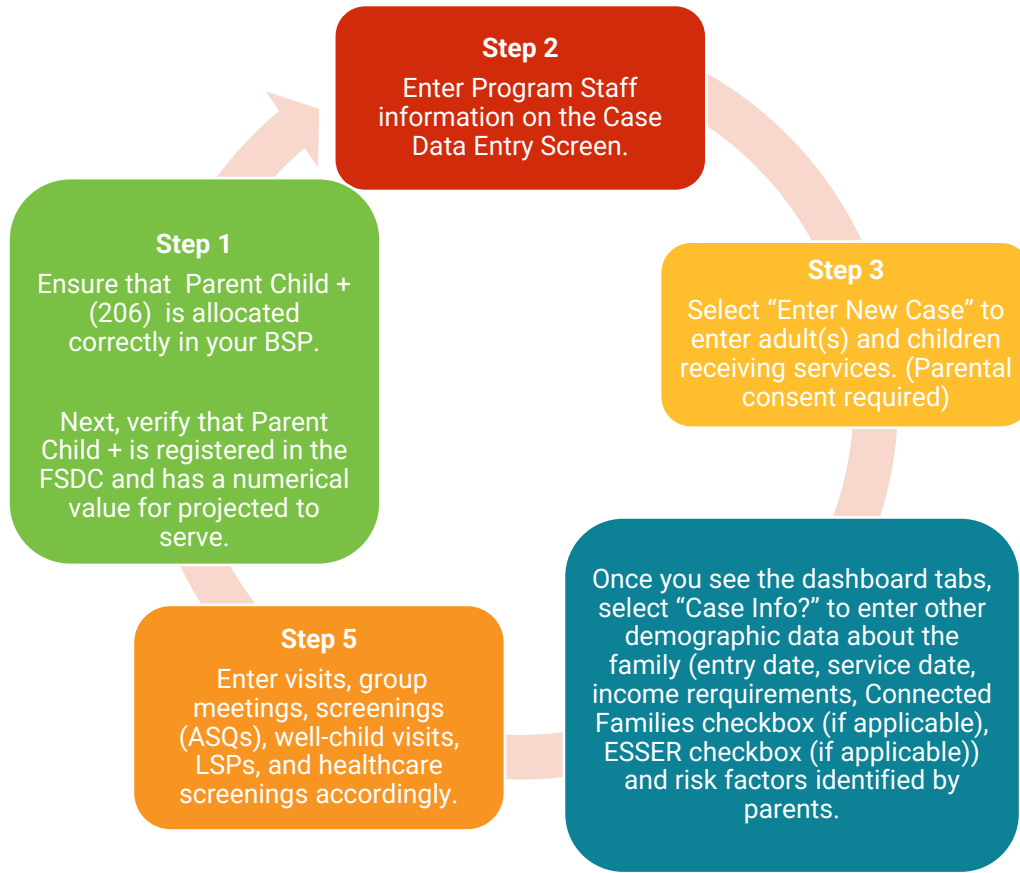 Step 1
Ensure that Parent Child +
(206) is allocated
correctly in your BSP.
Next, verify that Parent
Child + is registered in the
FSDC and has a numerical
value for projected to
serve.
Step 2
Enter Program Staff
information on the Case
Data Entry Screen.
Step 3
Select “Enter New Case” to
enter adult(s) and children
receiving services. (Parental
consent required)
Once you see the dashboard tabs,
select “Case Info?” to enter other
demographic data about the
family (entry date, service date,
income rerquirements, Connected
Families checkbox (if applicable),
ESSER checkbox (if applicable))
and risk factors identified by
parents.
Step 5
Enter visits, group
meetings, screenings
(ASQs), well-child visits,
LSPs, and healthcare
screenings accordingly.